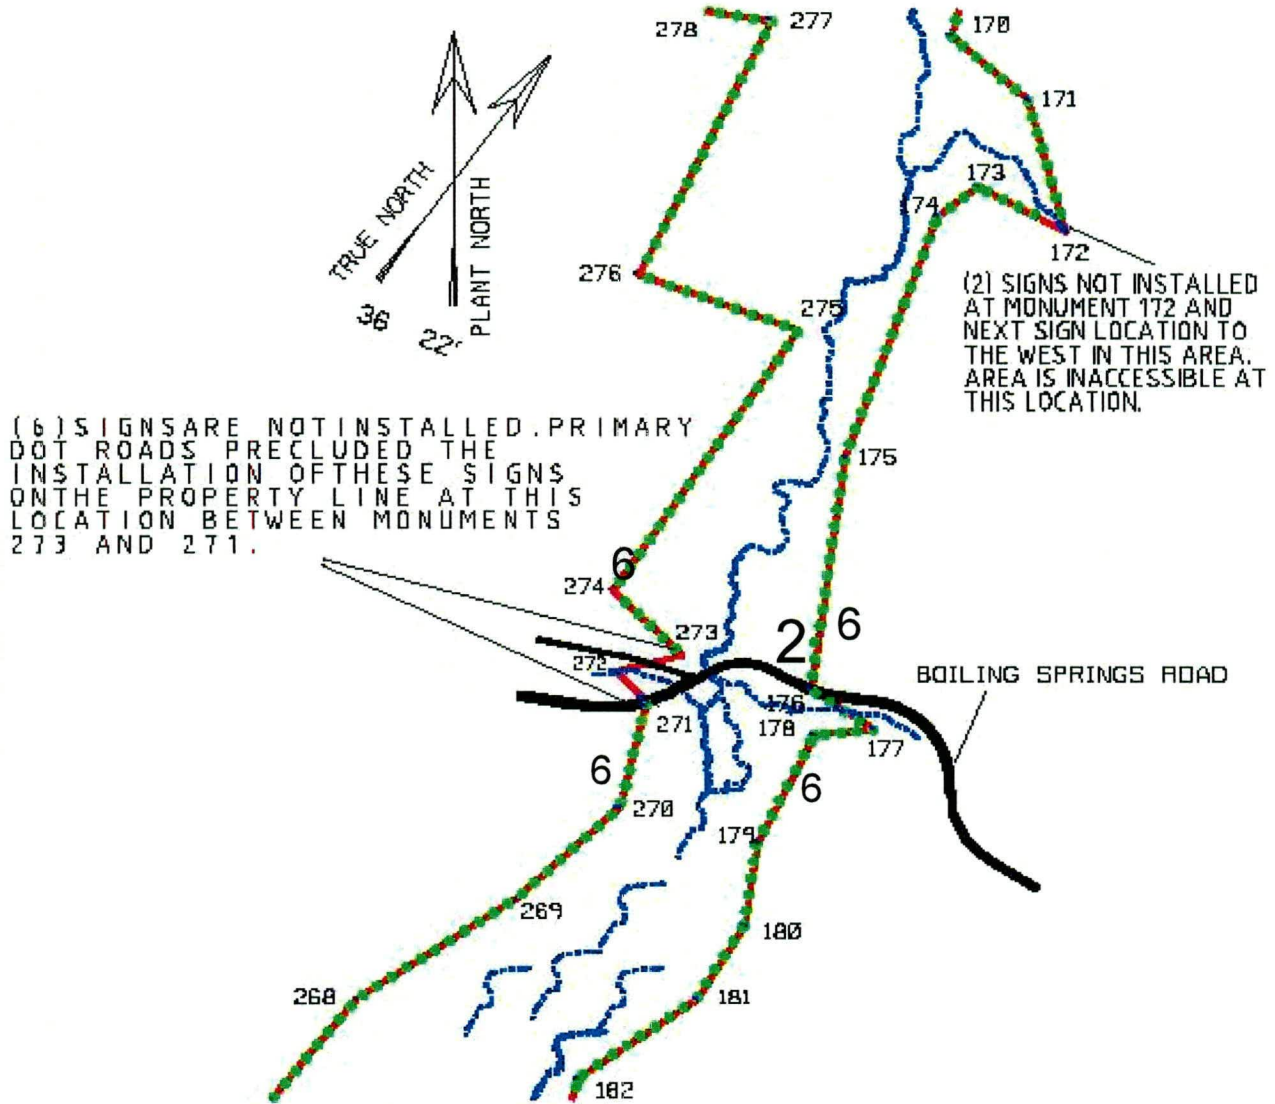 278
277
170
171
173
174
172
TRUE NORTH
PLANT NORTH
36
22'
276
275
(2) SIGNS NOT INSTALLED
AT MONUMENT 172 AND
NEXT SIGN LOCATION TO
THE WEST IN THIS AREA.
AREA IS INACCESSIBLE AT
THIS LOCATION.
(6)SIGNSARE NOTINSTALLED.PRIMARY
DOT ROADS PRECLUDED THE
INSTALLATION OFTHESE SIGNS
ONTHE PROPERTY LINE AT THIS
LOCATION BETWEEN MONUMENTS
273 AND 271.
175
6
274
273
2
6
272
BOILING SPRINGS ROAD
176
271
178
177
6
6
270
179
269
180
268
181
182